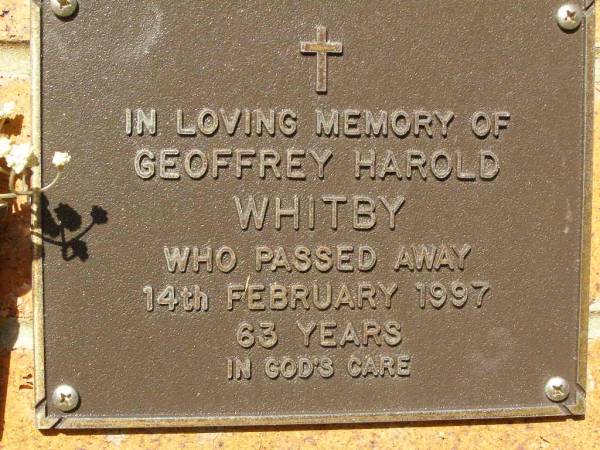 IN LOVING MEMORY OF
GEOFFREY HAROLD
WHITBY
WHO PASSED AWAY
14th FEBRUARY 1997
63 YEARS
IN GOD'S CARE